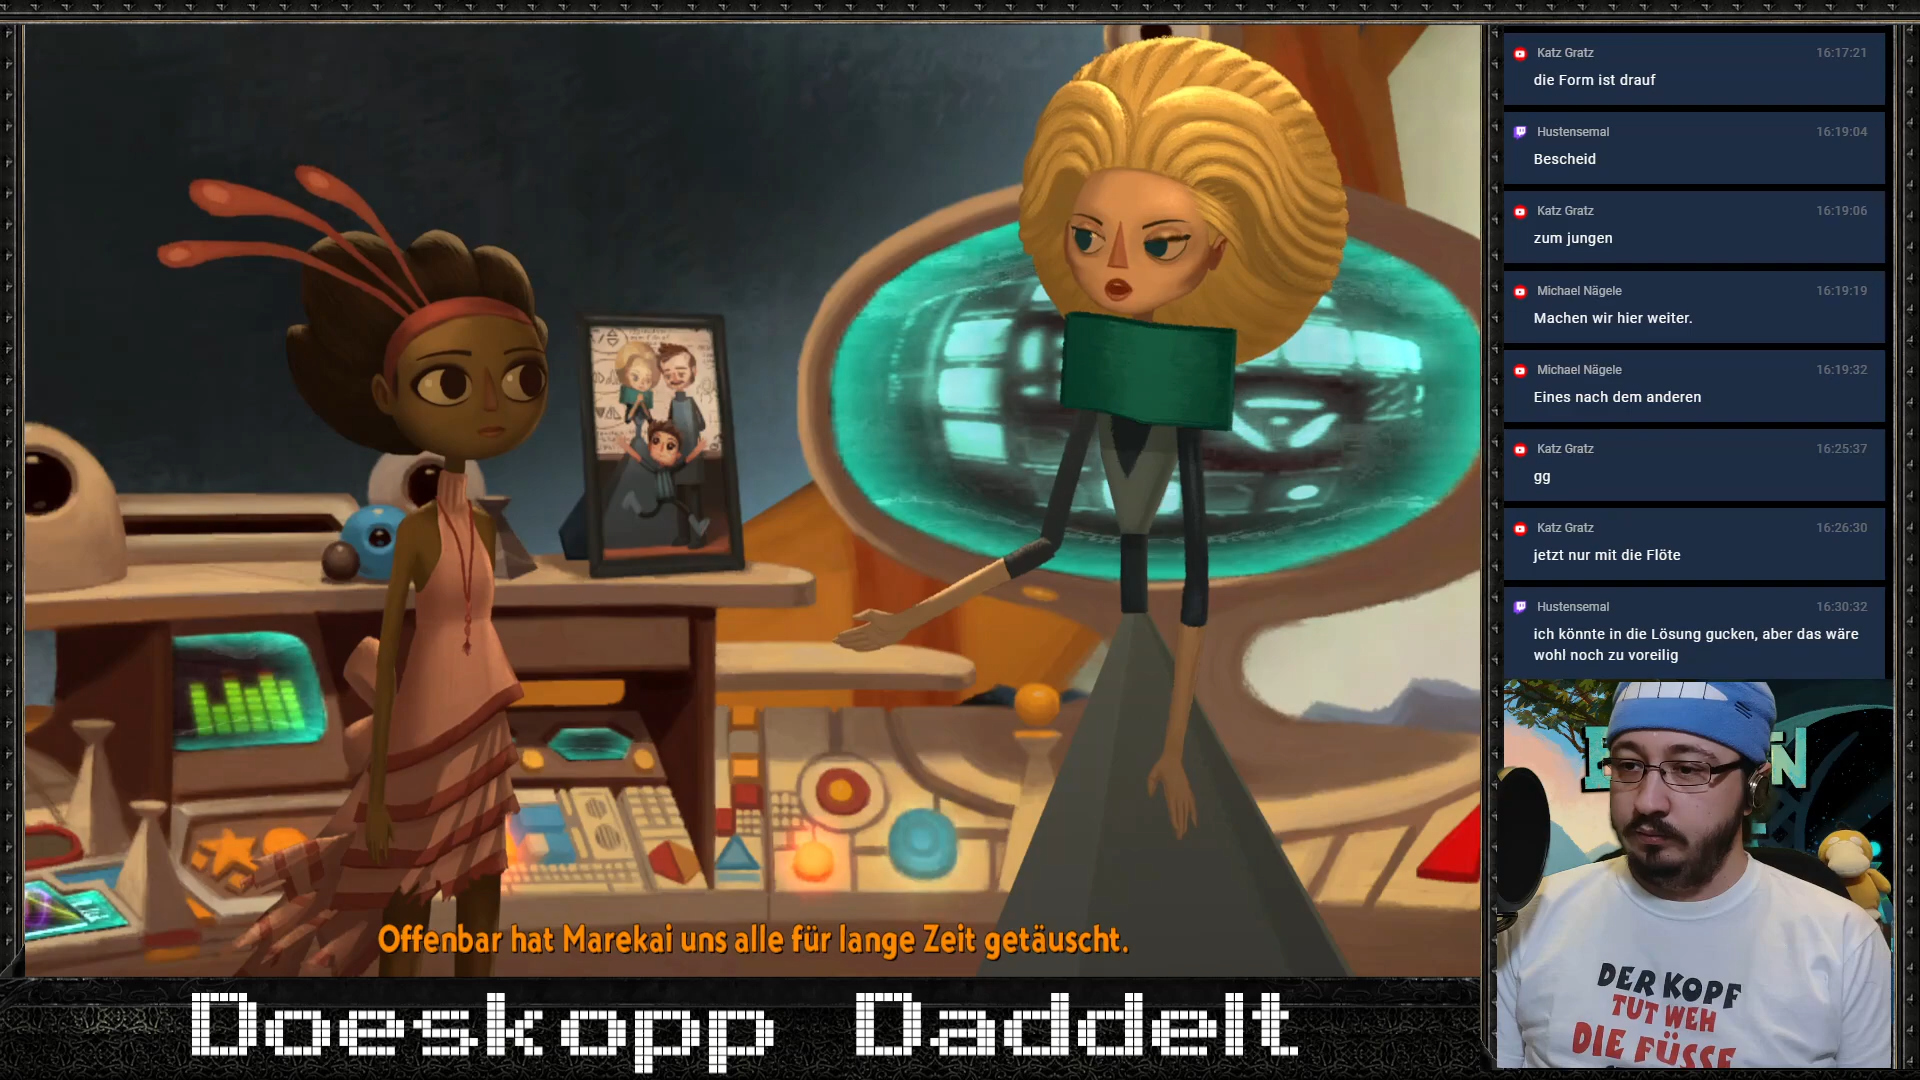 Katz Gratz 16:17:21
die Form ist drauf
Hustensemal 16:19:04
Bescheid
Katz Gratz 16:19:06
zum jungen
Michael Nägele 16:19:19
Machen wir hier weiter.
Michael Nägele 16:19:32
Eines nach dem anderen
Katz Gratz 16:25:37
gg
Katz Gratz 16:26:30
jetzt nur mit die Flöte
Hustensemal 16:30:32
ich könnte in die Lösung gucken, aber das wäre
wohl noch zu voreilig
DER KOPF
TUT WEH
DIE FÜSSE
Offenbar hat Marekai uns alle für lange Zeit getäuscht.
Doeskopp Daddelt